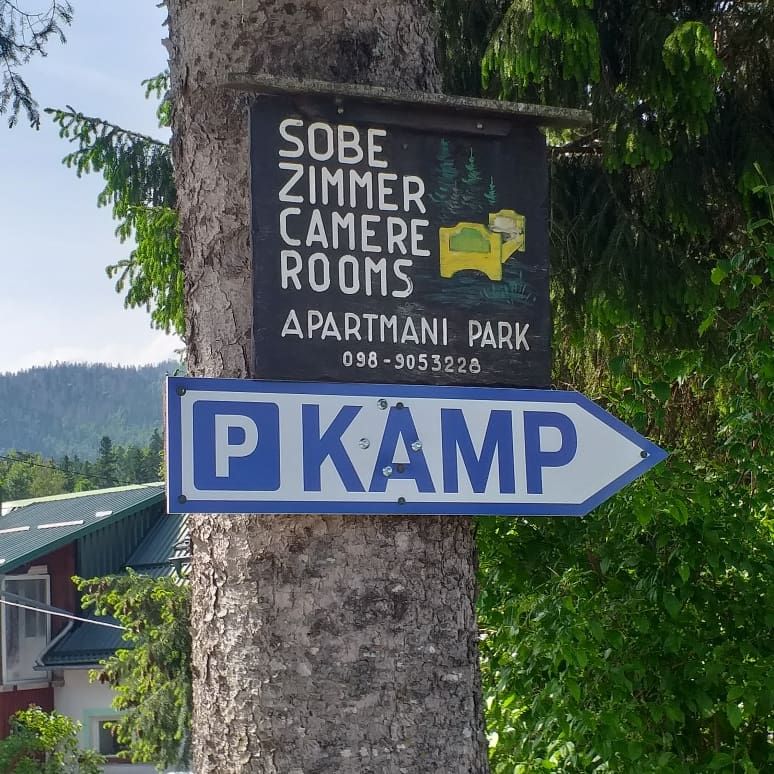 SOBE
ZIMMER
CAMERE
ROOMS
APARTMANI PARK
098-9053228
P KAMP